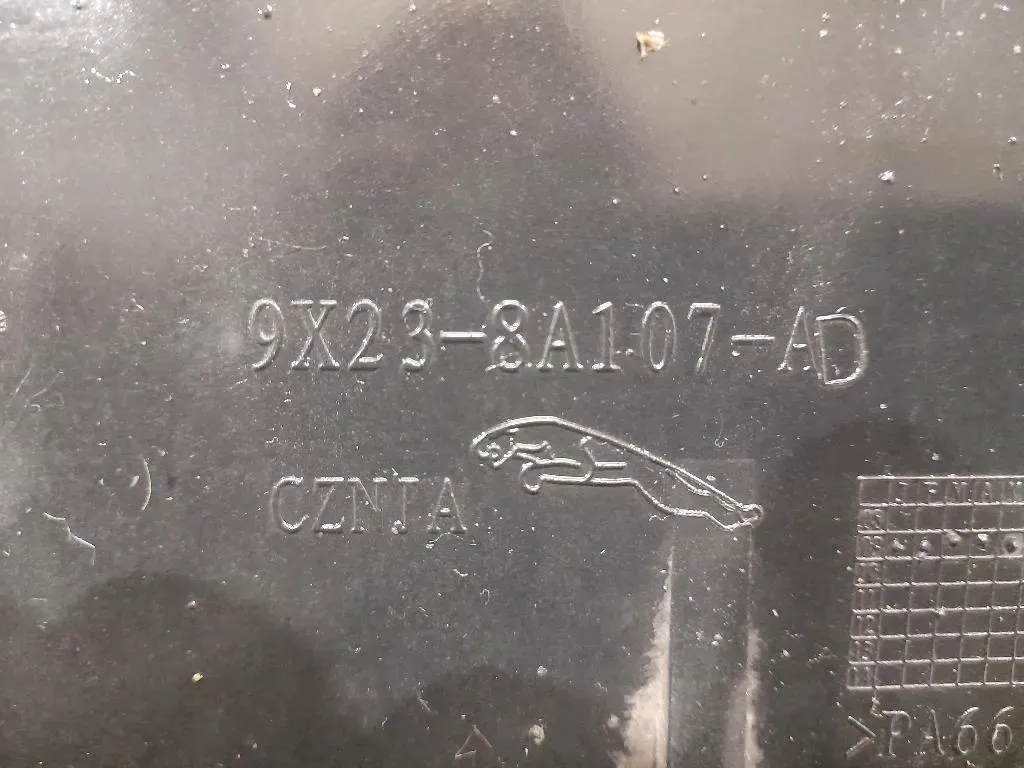 9X23-8A107-AD
CZNJA
J F M A M
>PA66